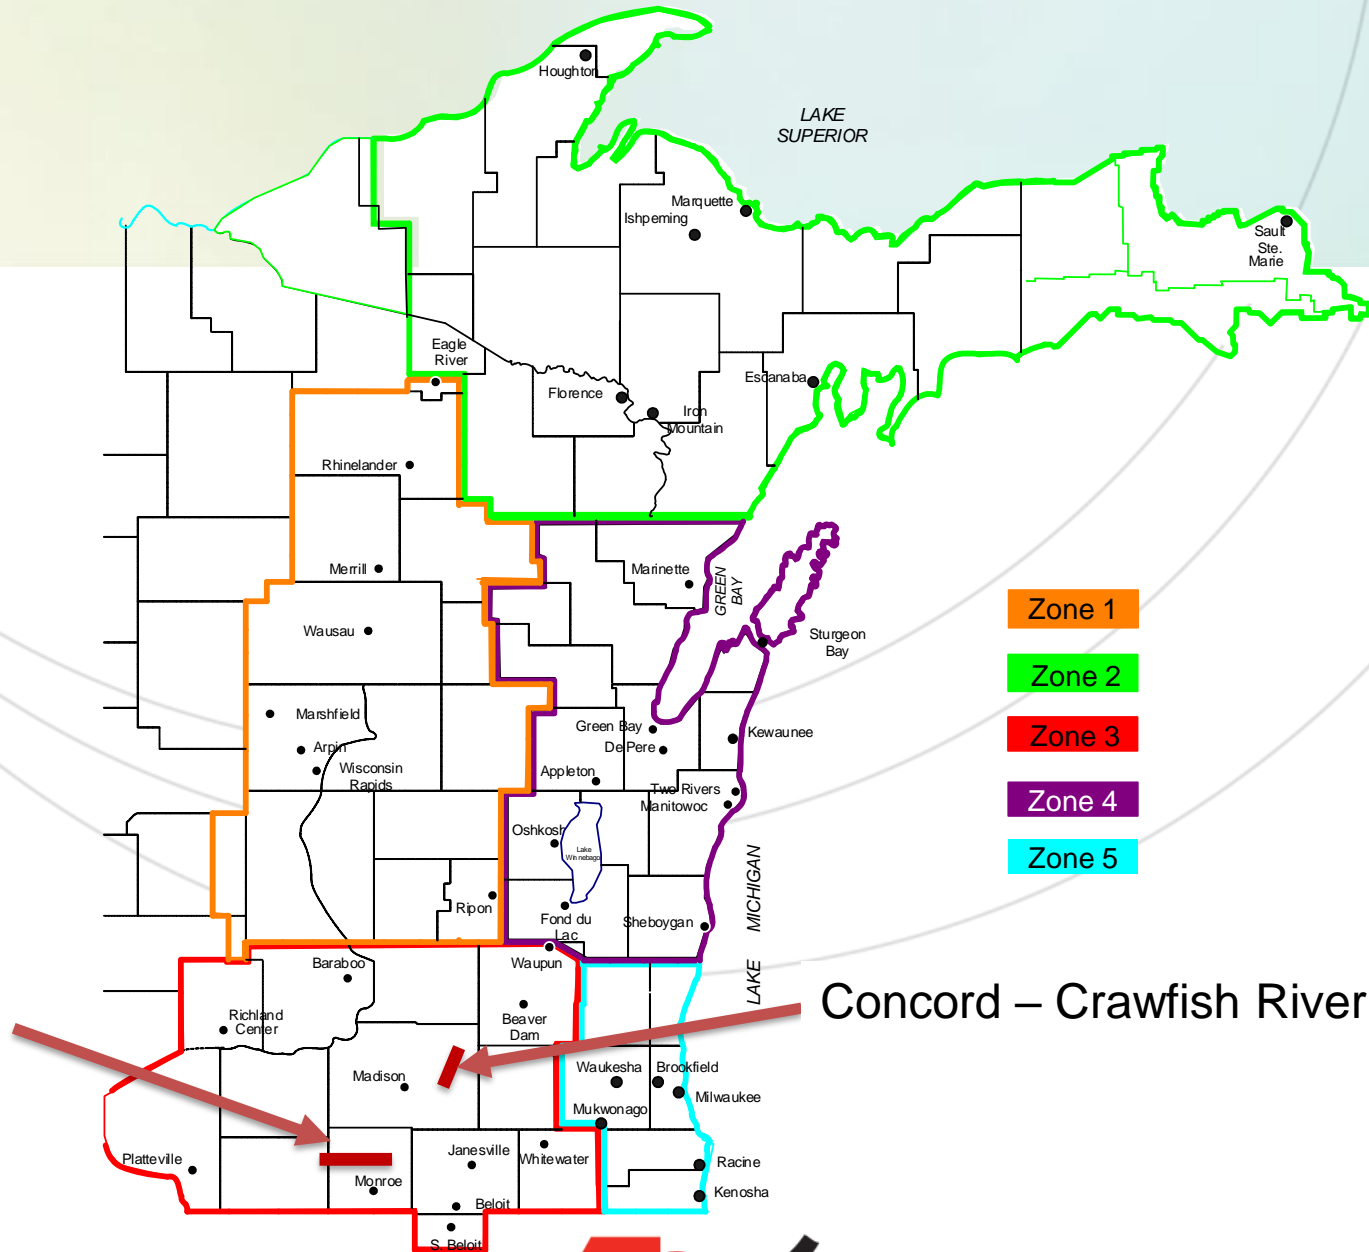 Houghton
LAKE
SUPERIOR
Marquette
Ishpeming
Sault
Ste.
Marie
Eagle
River
Escanaba
Florence
Iron
Mountain
Rhinelander
Merrill
Marinette
GREEN
BAY
Zone 1
Wausau
Sturgeon
Bay
Zone 2
Marshfield
Green Bay
Kewaunee
Zone 3
Arpin
De Pere
Wisconsin
Rapids
Appleton
Two Rivers
Manitowoc
Zone 4
Oshkosh
Lake
Winnebago
Zone 5
Ripon
Fond du
Lac
Sheboygan
LAKE MICHIGAN
Baraboo
Waupun
Concord – Crawfish River
Richland
Center
Beaver
Dam
Madison
Waukesha
Brookfield
Milwaukee
Mukwonago
Platteville
Janesville
Whitewater
Racine
Monroe
Kenosha
Beloit
S. Beloit